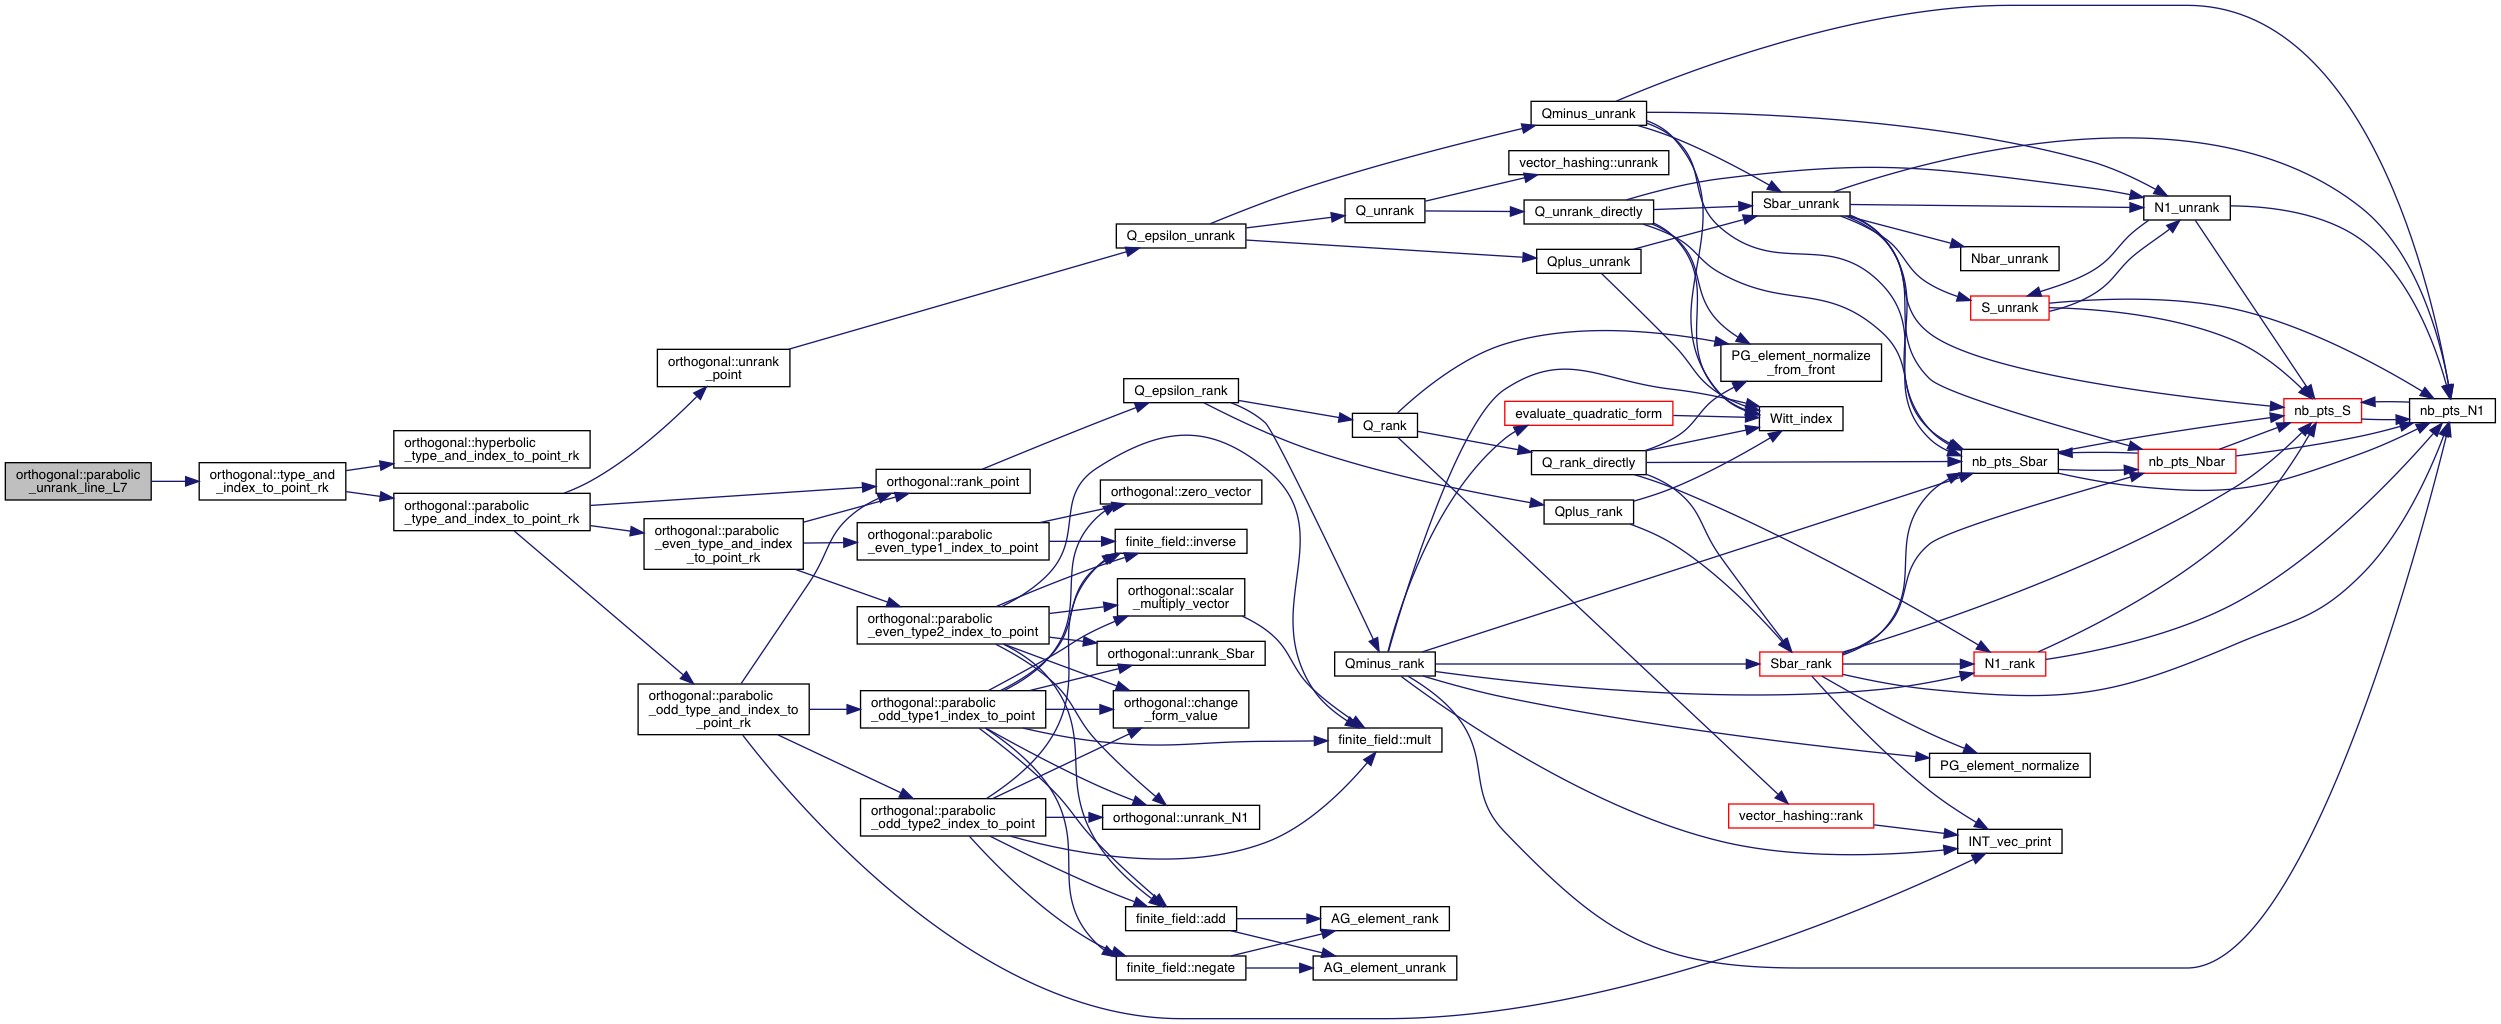 orthogonal::parabolic
_unrank_line_L7
orthogonal::type_and
_index_to_point_rk
orthogonal::hyperbolic
_type_and_index_to_point_rk
orthogonal::parabolic
_type_and_index_to_point_rk
orthogonal::unrank
_point
orthogonal::parabolic
_even_type_and_index
_to_point_rk
orthogonal::parabolic
_odd_type_and_index_to
_point_rk
orthogonal::rank_point
orthogonal::parabolic
_even_type1_index_to_point
orthogonal::parabolic
_even_type2_index_to_point
orthogonal::parabolic
_odd_type1_index_to_point
orthogonal::parabolic
_odd_type2_index_to_point
Q_epsilon_unrank
Q_epsilon_rank
orthogonal::zero_vector
finite_field::inverse
orthogonal::scalar
_multiply_vector
orthogonal::unrank_Sbar
orthogonal::change
_form_value
orthogonal::unrank_N1
finite_field::add
finite_field::negate
Q_unrank
Q_rank
Qminus_rank
finite_field::mult
AG_element_rank
AG_element_unrank
Qminus_unrank
vector_hashing::unrank
Q_unrank_directly
Qplus_unrank
evaluate_quadratic_form
Q_rank_directly
Qplus_rank
Sbar_unrank
PG_element_normalize
_from_front
Witt_index
Sbar_rank
vector_hashing::rank
Nbar_unrank
S_unrank
nb_pts_Sbar
N1_rank
PG_element_normalize
INT_vec_print
N1_unrank
nb_pts_Nbar
nb_pts_S
nb_pts_N1